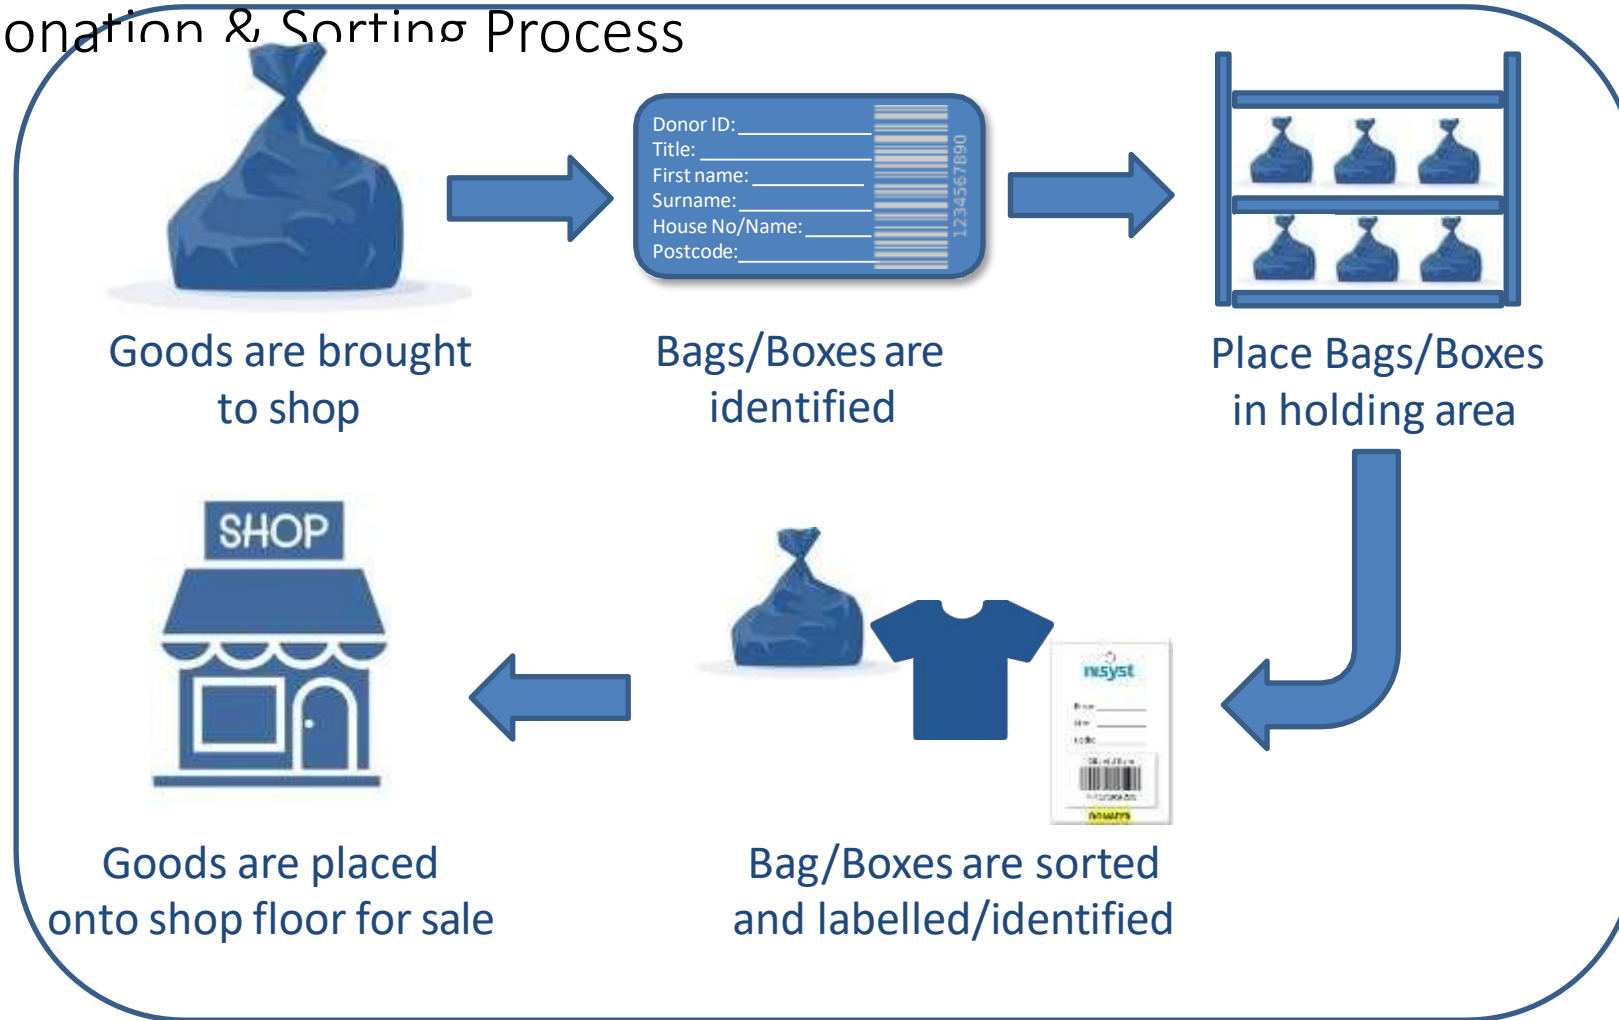 onation & Sorting Process
Donor ID:
Title:
First name:
Surname:
House No/Name:
Postcode:
1234567890
Goods are brought
to shop
Bags/Boxes are
identified
Place Bags/Boxes
in holding area
SHOP
nisyst
Goods are placed
onto shop floor for sale
Bag/Boxes are sorted
and labelled/identified